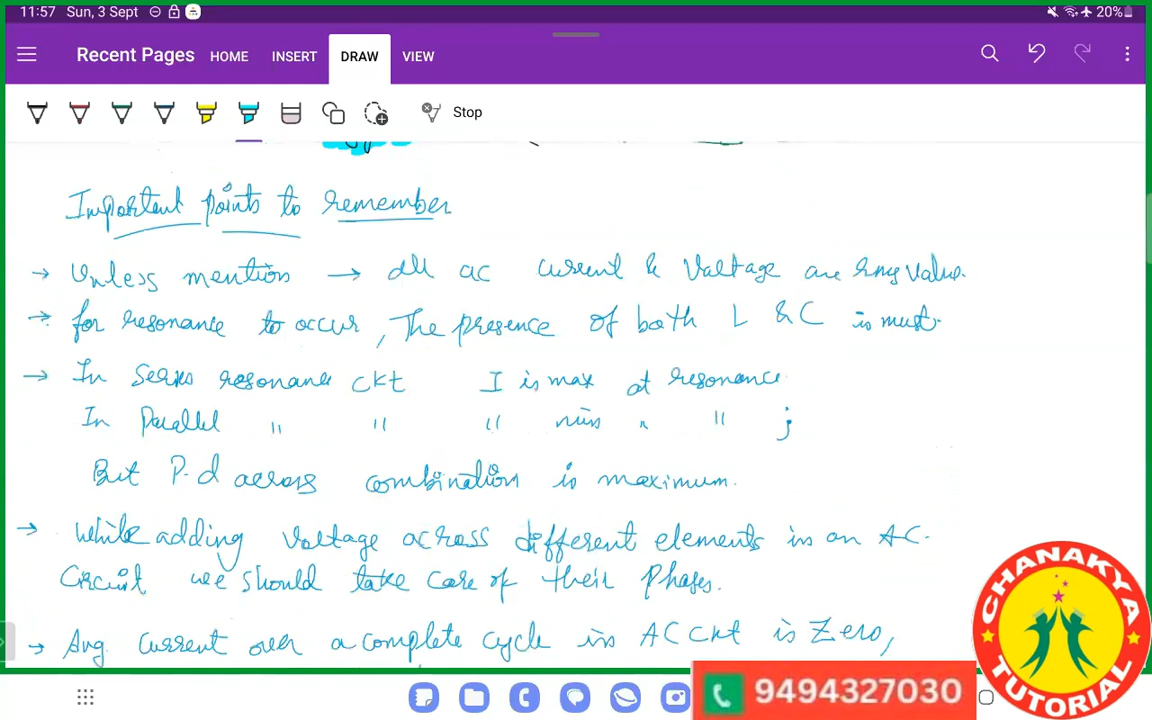 11:57 Sun, 3 Sept 20%
Recent Pages HOME INSERT DRAW VIEW
Stop
Important points to remember
→ Unless mention → all ac current & Voltage are rms value.
→ for resonance to occur, The presence of both L & C is must.
→ In Series resonance ckt I is max at resonance.
In Parallel " " " min " " ;
But P.d across combination is maximum.
→ While adding voltage across different elements in an AC.
Circuit we should take care of their phases.
→ Avg. current over a complete cycle in AC Ckt is Zero,
CHANAKYA TUTORIAL
9494327030